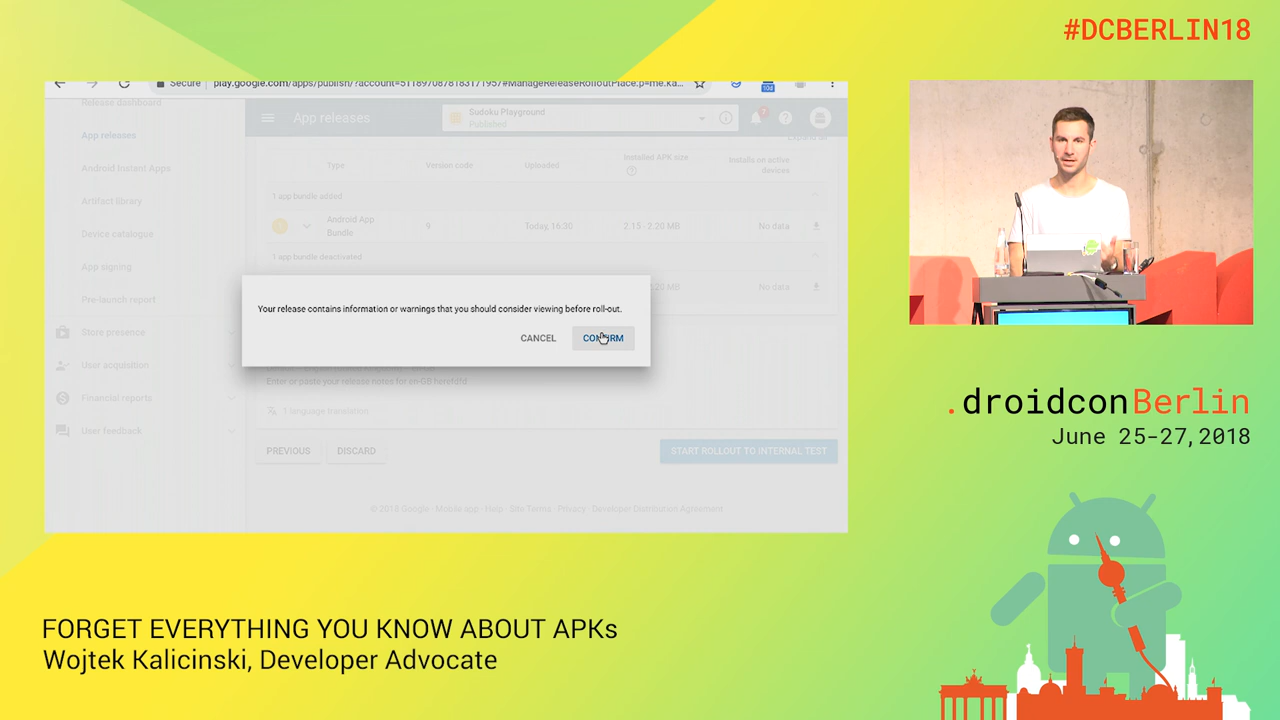 #DCBERLIN18
Secure
play.google.com/apps/publish/?account=5118970878183171957#ManageReleaseRolloutPlace:p=me.ka...
10d
Release dashboard
App releases
Android Instant Apps
Artifact library
Device catalogue
App signing
Pre-launch report
Store presence
User acquisition
Financial reports
User feedback
App releases
Sudoku Playground
Published
Type
Version code
Uploaded
Installed APK size
Installs on active
devices
1 app bundle added
Android App
Bundle
9
Today, 16:30
2.15 - 2.20 MB
No data
1 app bundle deactivated
No data
Your release contains information or warnings that you should consider viewing before roll-out.
CANCEL
CONFIRM
Enter or paste your release notes for en-GB here
1 language translation
PREVIOUS
DISCARD
START ROLLOUT TO INTERNAL TEST
© 2018 Google · Mobile app · Help · Site Terms · Privacy · Developer Distribution Agreement
.droidconBerlin
June 25-27, 2018
FORGET EVERYTHING YOU KNOW ABOUT APKs
Wojtek Kalicinski, Developer Advocate